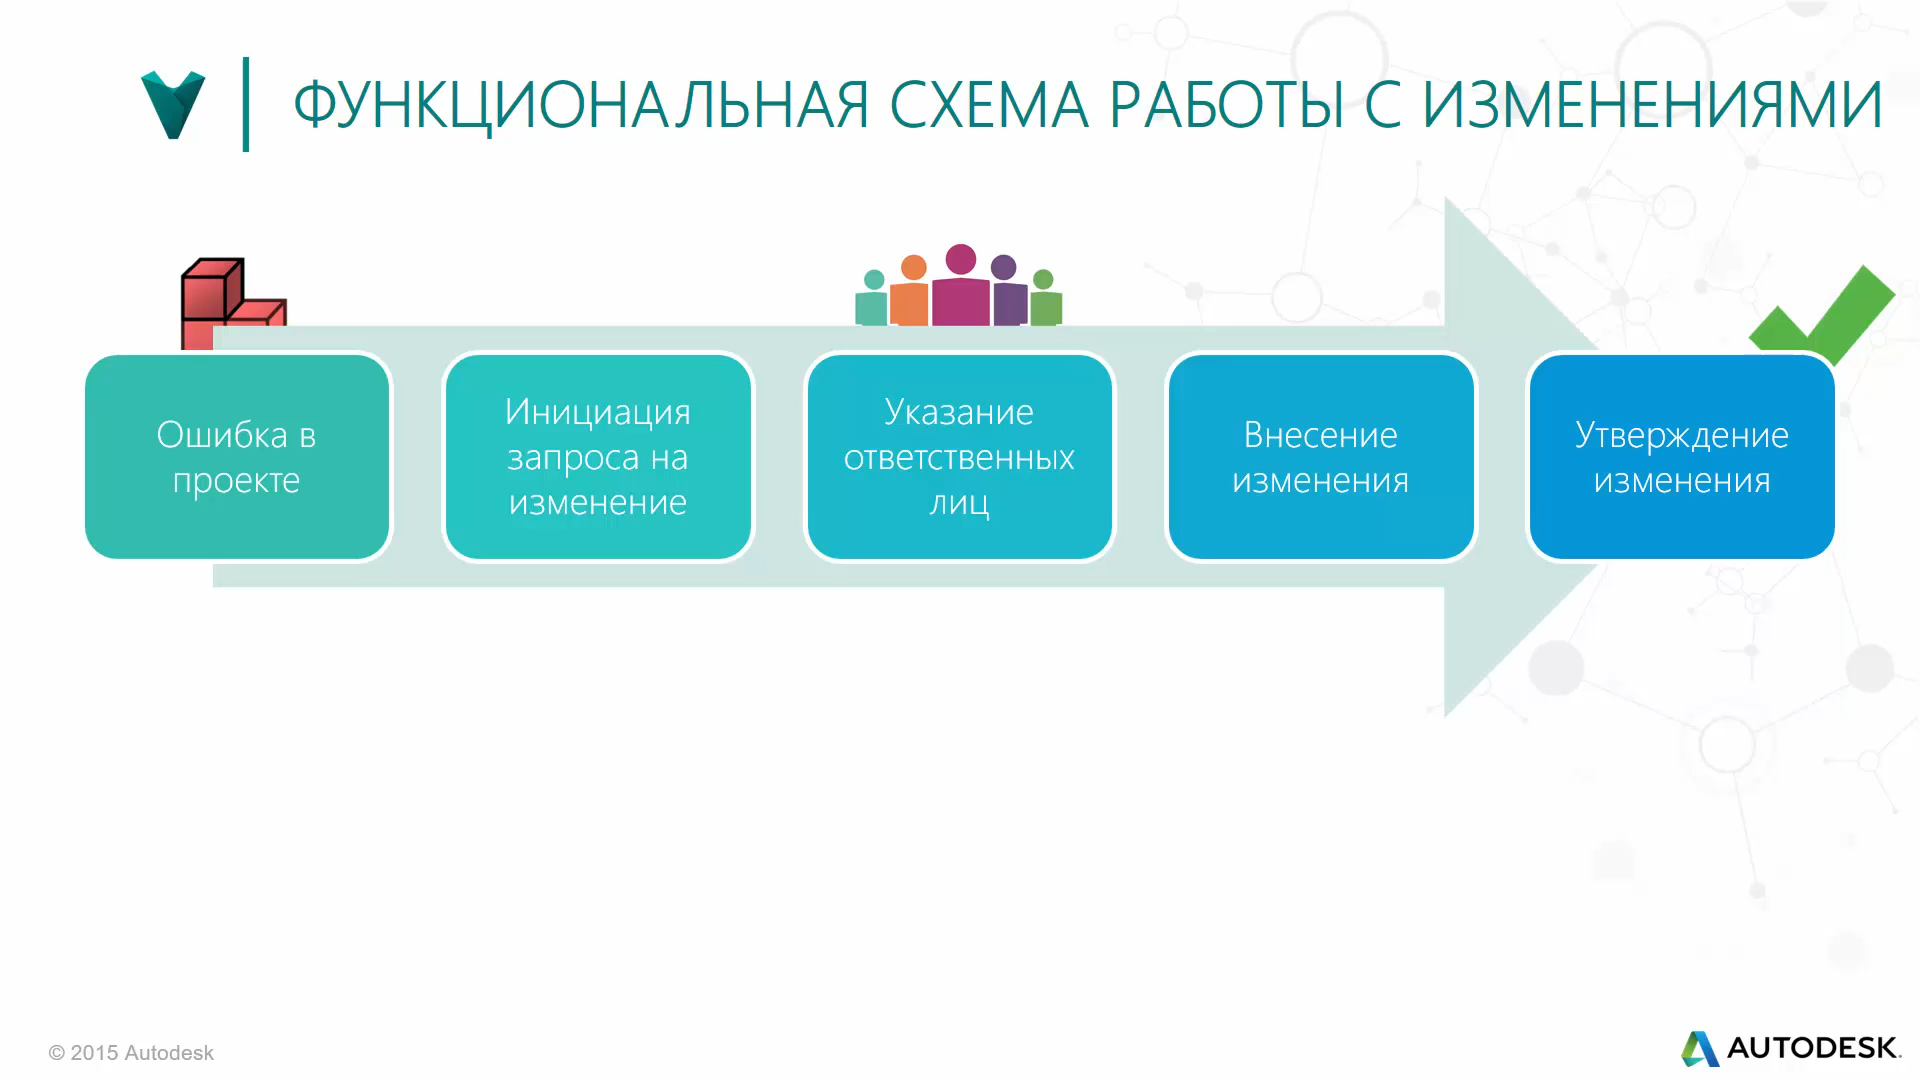 ФУНКЦИОНАЛЬНАЯ СХЕМА РАБОТЫ С ИЗМЕНЕНИЯМИ
Ошибка в
проекте
Инициация
запроса на
изменение
Указание
ответственных
лиц
Внесение
изменения
Утверждение
изменения
© 2015 Autodesk
AUTODESK.